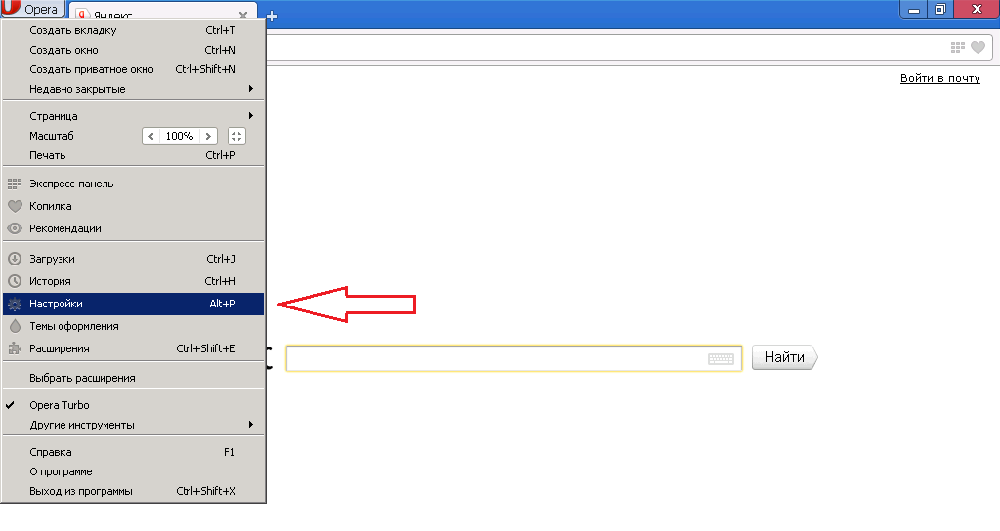 Opera
Яндекс
Создать вкладку Ctrl+T
Создать окно Ctrl+N
Создать приватное окно Ctrl+Shift+N
Недавно закрытые
Войти в почту
Страница
Масштаб 100%
Печать Ctrl+P
Экспресс-панель
Копилка
Рекомендации
Загрузки Ctrl+J
История Ctrl+H
Настройки Alt+P
Темы оформления
Расширения Ctrl+Shift+E
Найти
Выбрать расширения
Opera Turbo
Другие инструменты
Справка F1
О программе
Выход из программы Ctrl+Shift+X